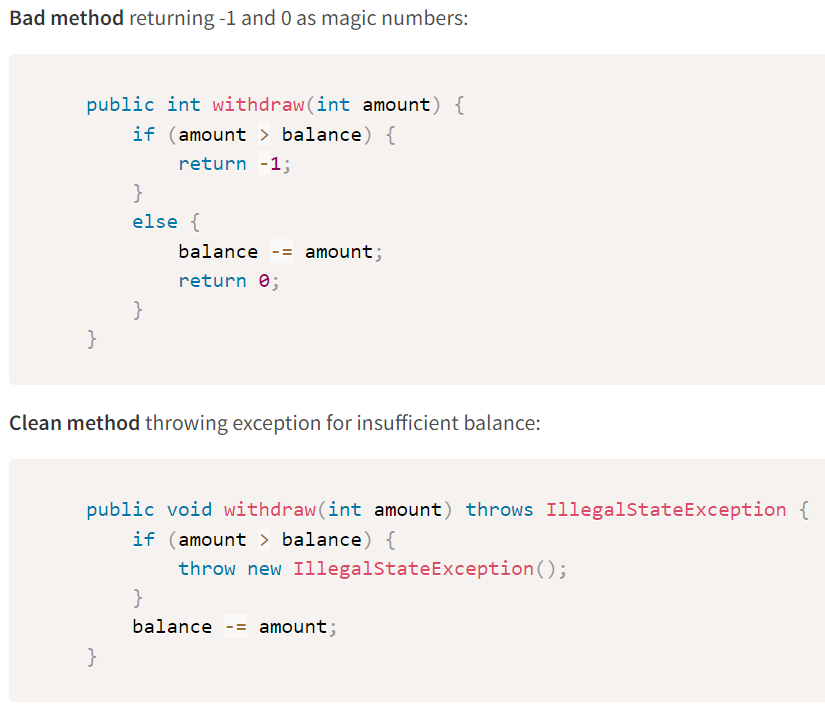 Bad method returning -1 and 0 as magic numbers:
public int withdraw(int amount) {
    if (amount > balance) {
        return -1;
    }
    else {
        balance -= amount;
        return 0;
    }
}
Clean method throwing exception for insufficient balance:
public void withdraw(int amount) throws IllegalStateException {
    if (amount > balance) {
        throw new IllegalStateException();
    }
    balance -= amount;
}